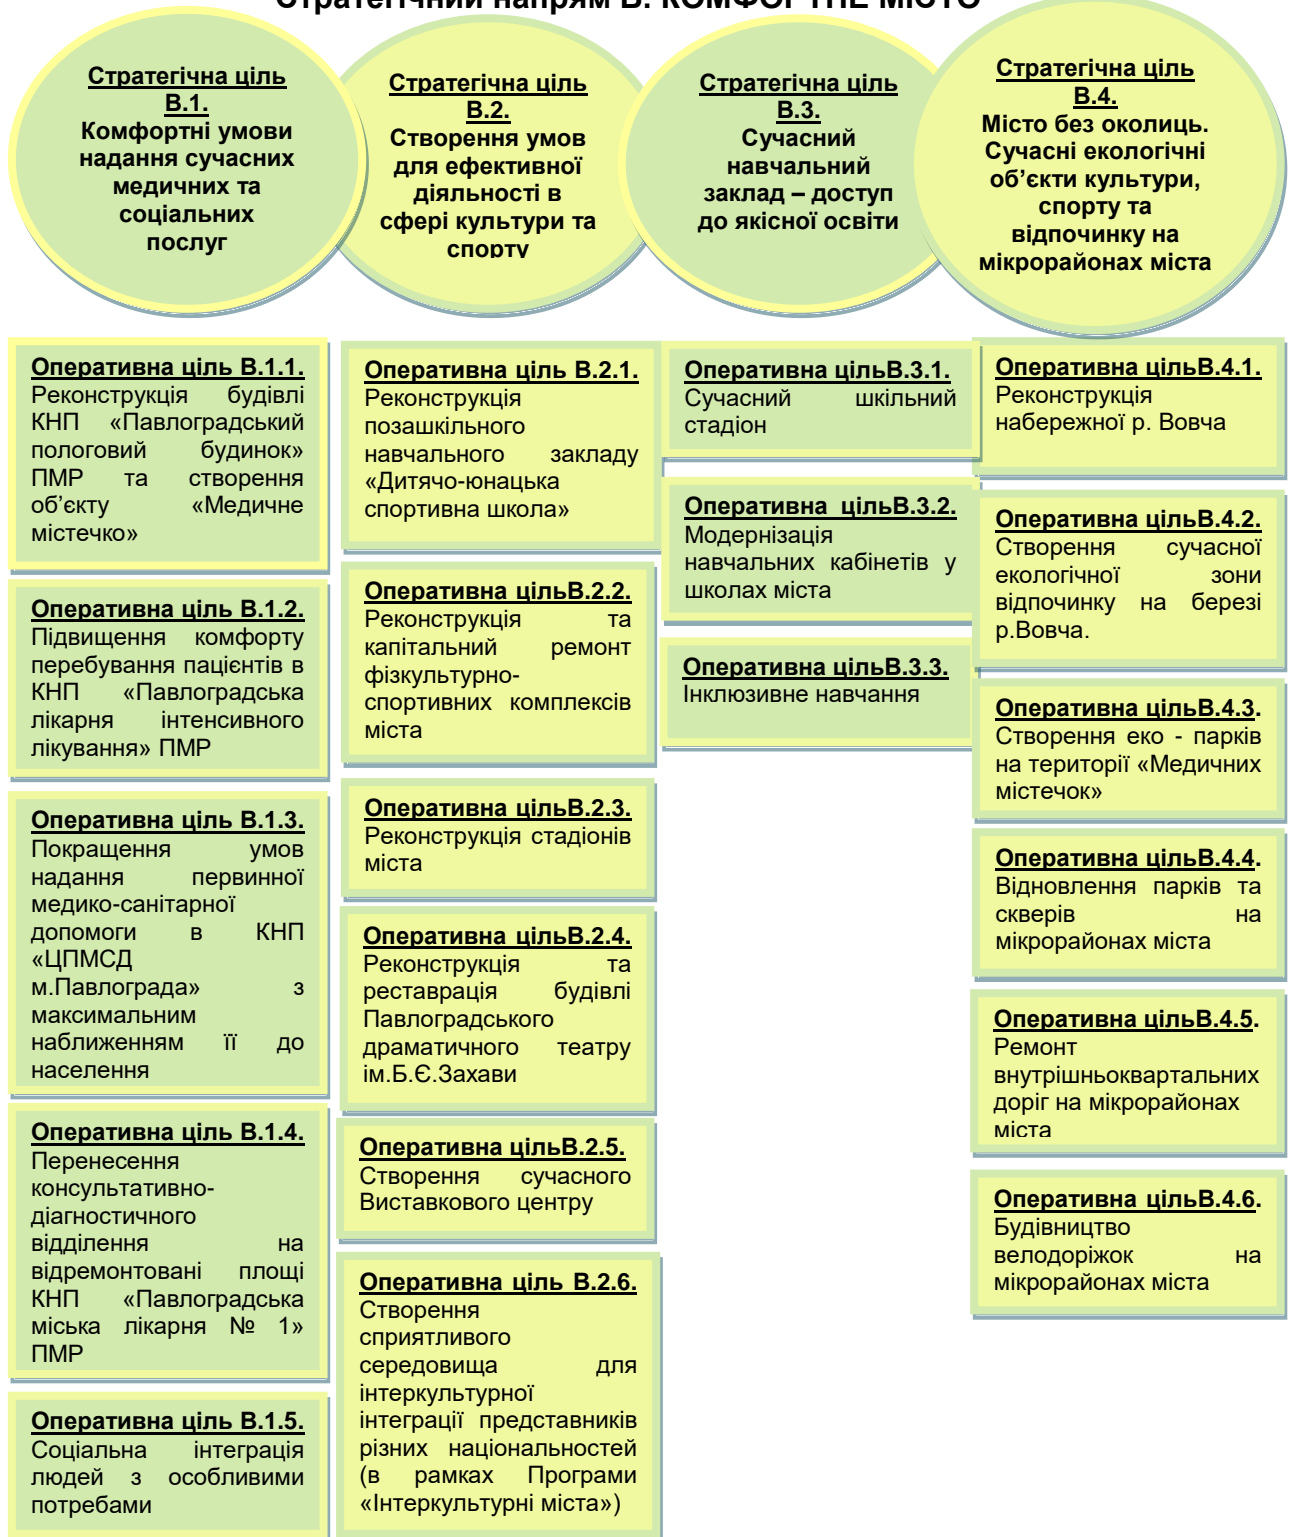 Стратегічний напрям В. КОМФОРТНЕ МІСТО
Стратегічна ціль
В.1.
Комфортні умови
надання сучасних
медичних та
соціальних
послуг
Стратегічна ціль
В.2.
Створення умов
для ефективної
діяльності в
сфері культури та
спорту
Стратегічна ціль
В.3.
Сучасний
навчальний
заклад – доступ
до якісної освіти
Стратегічна ціль
В.4.
Місто без околиць.
Сучасні екологічні
об’єкти культури,
спорту та
відпочинку на
мікрорайонах міста
Оперативна ціль В.1.1.
Реконструкція будівлі
КНП «Павлоградський
пологовий будинок»
ПМР та створення
об’єкту «Медичне
містечко»
Оперативна ціль В.1.2.
Підвищення комфорту
перебування пацієнтів в
КНП «Павлоградська
лікарня інтенсивного
лікування» ПМР
Оперативна ціль В.1.3.
Покращення умов
надання первинної
медико-санітарної
допомоги в КНП
«ЦПМСД
м.Павлограда» з
максимальним
наближенням її до
населення
Оперативна ціль В.1.4.
Перенесення
консультативно-
діагностичного
відділення на
відремонтовані площі
КНП «Павлоградська
міська лікарня № 1»
ПМР
Оперативна ціль В.1.5.
Соціальна інтеграція
людей з особливими
потребами
Оперативна ціль В.2.1.
Реконструкція
позашкільного
навчального закладу
«Дитячо-юнацька
спортивна школа»
Оперативна цільВ.2.2.
Реконструкція та
капітальний ремонт
фізкультурно-
спортивних комплексів
міста
Оперативна цільВ.2.3.
Реконструкція стадіонів
міста
Оперативна цільВ.2.4.
Реконструкція та
реставрація будівлі
Павлоградського
драматичного театру
ім.Б.Є.Захави
Оперативна цільВ.2.5.
Створення сучасного
Виставкового центру
Оперативна ціль В.2.6.
Створення
сприятливого
середовища для
інтеркультурної
інтеграції представників
різних національностей
(в рамках Програми
«Інтеркультурні міста»)
Оперативна цільВ.3.1.
Сучасний шкільний
стадіон
Оперативна цільВ.3.2.
Модернізація
навчальних кабінетів у
школах міста
Оперативна цільВ.3.3.
Інклюзивне навчання
Оперативна цільВ.4.1.
Реконструкція
набережної р. Вовча
Оперативна цільВ.4.2.
Створення сучасної
екологічної зони
відпочинку на березі
р.Вовча.
Оперативна цільВ.4.3.
Створення еко - парків
на території «Медичних
містечок»
Оперативна цільВ.4.4.
Відновлення парків та
скверів на
мікрорайонах міста
Оперативна цільВ.4.5.
Ремонт
внутрішньоквартальних
доріг на мікрорайонах
міста
Оперативна цільВ.4.6.
Будівництво
велодоріжок на
мікрорайонах міста